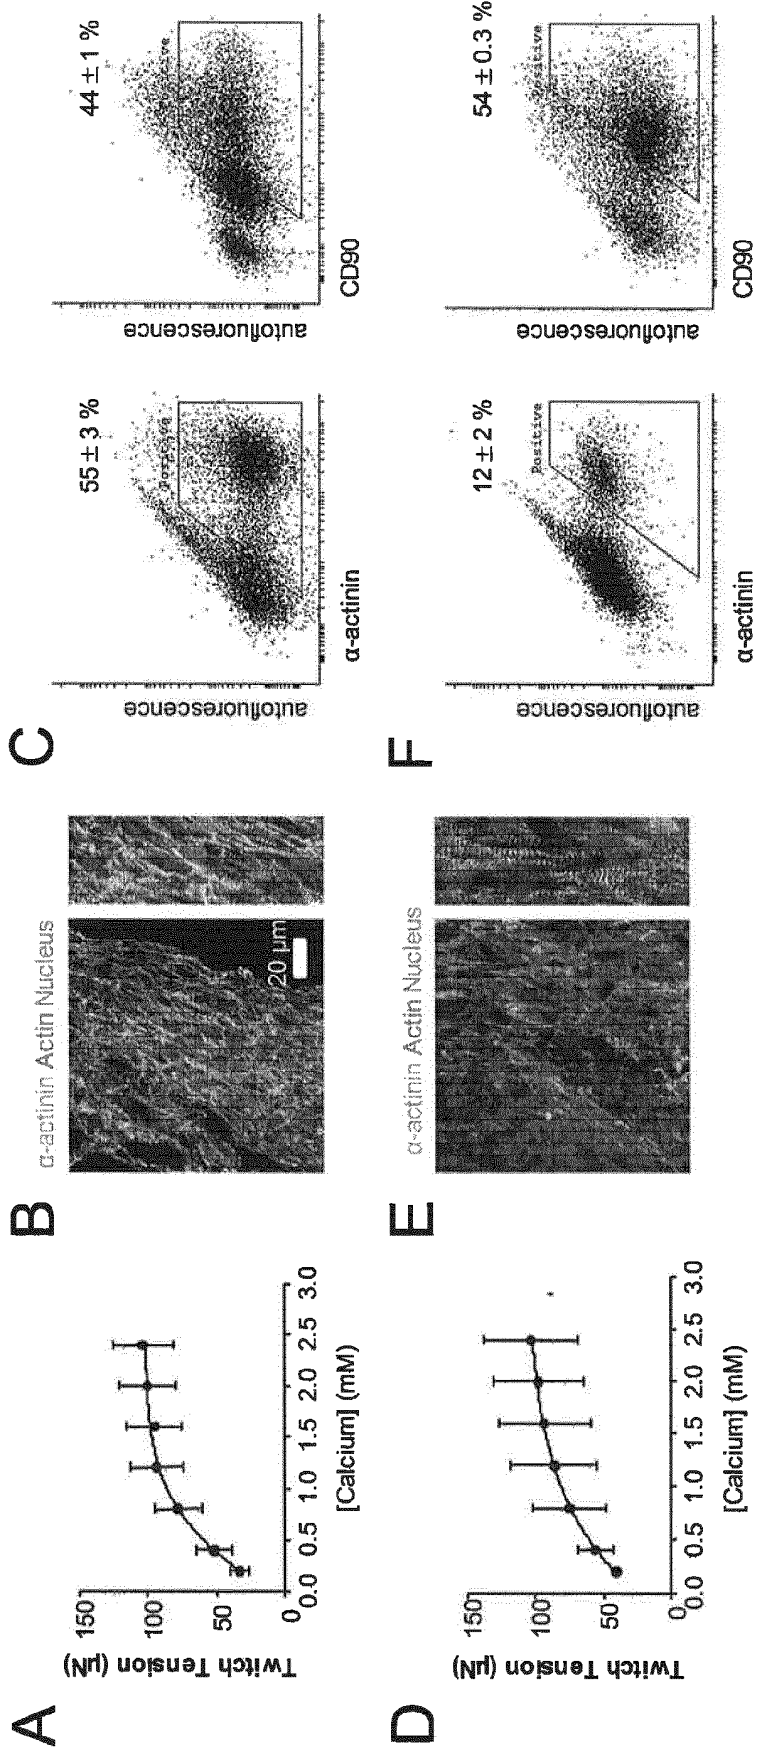 A
Twitch Tension (µN)
150
100
50
0
0.0 0.5 1.0 1.5 2.0 2.5 3.0
[Calcium] (mM)
B
α-actinin Actin Nucleus
20 µm
C
55 ± 3 %
Positive
autofluorescence
α-actinin
44 ± 1 %
Positive
autofluorescence
CD90
D
Twitch Tension (µN)
150
100
50
0
0.0 0.5 1.0 1.5 2.0 2.5 3.0
[Calcium] (mM)
E
α-actinin Actin Nucleus
F
12 ± 2 %
Positive
autofluorescence
α-actinin
54 ± 0.3 %
Positive
autofluorescence
CD90